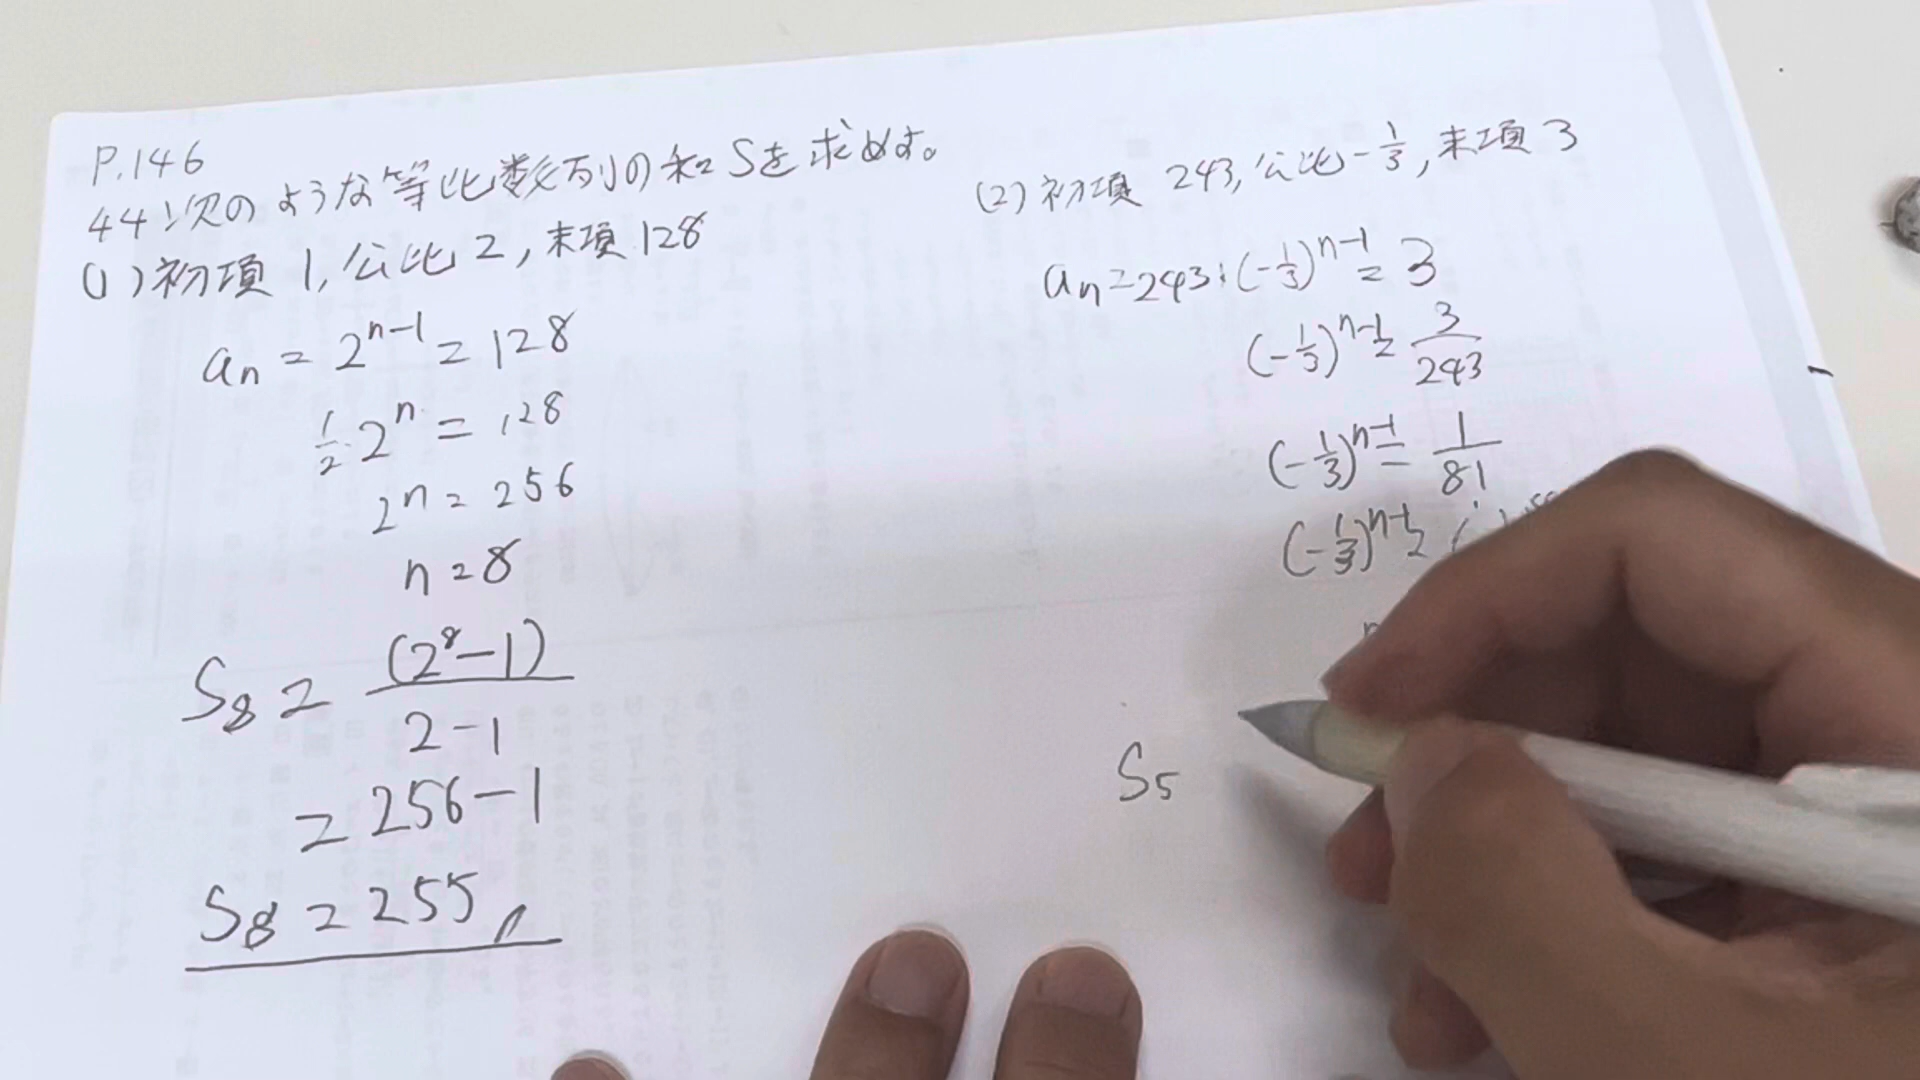 P.146
44 次のような等比数列の和Sを求めよ。
(1) 初項 1, 公比 2, 末項 128
aₙ = 2ⁿ⁻¹ = 128
1/2・2ⁿ = 128
2ⁿ = 256
n = 8
S₈ = (2⁸-1)/2-1
= 256-1
S₈ = 255
(2) 初項 243, 公比 -1/3, 末項 3
aₙ = 243・(-1/3)ⁿ⁻¹ = 3
(-1/3)ⁿ⁻¹ = 3/243
(-1/3)ⁿ⁻¹ = 1/81
(-1/3)ⁿ⁻¹ = (
S₅